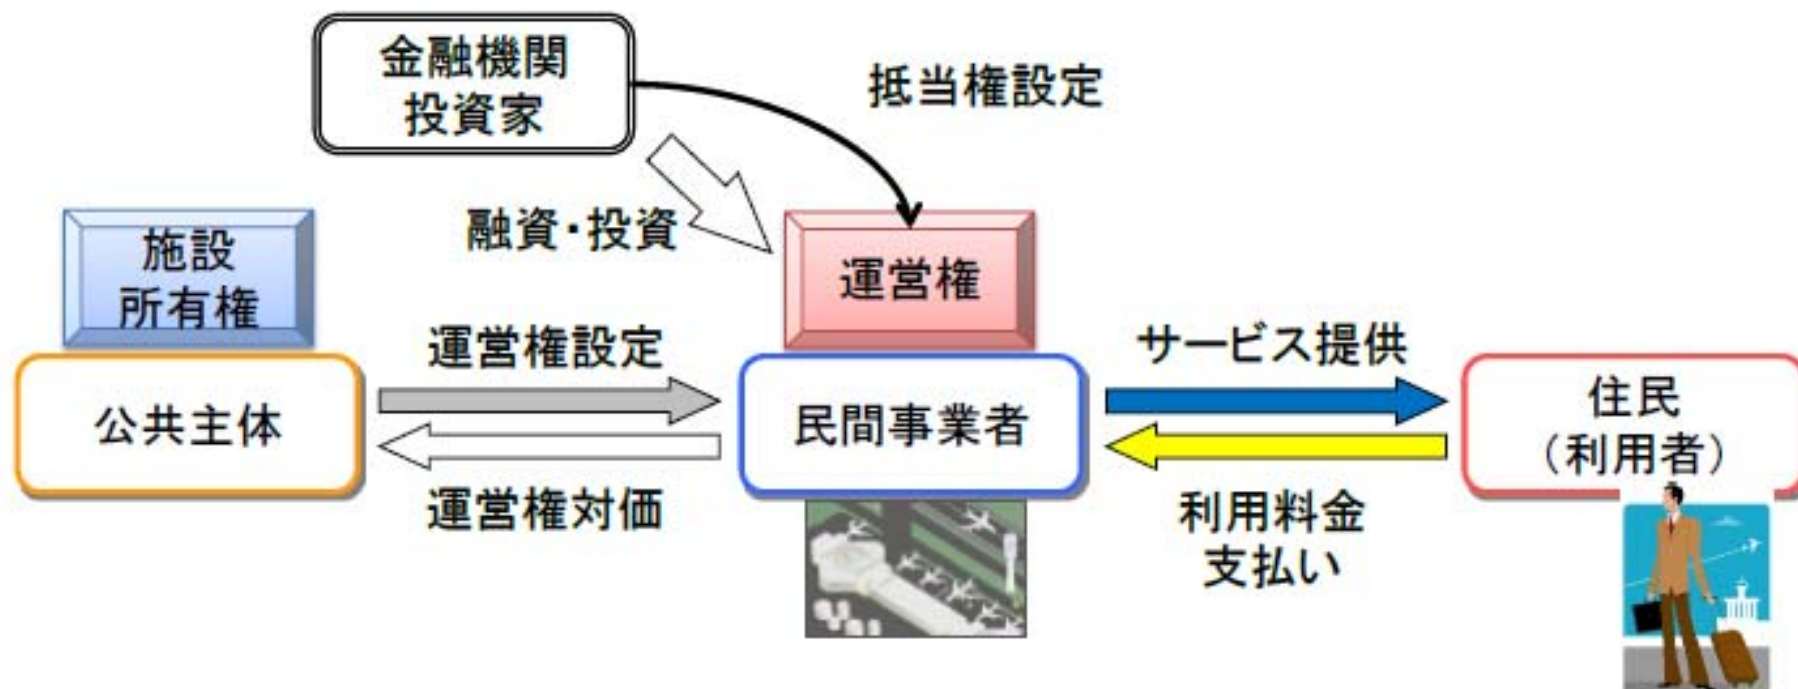 金融機関
投資家
抵当権設定
融資・投資
施設
所有権
運営権
運営権設定
サービス提供
公共主体
民間事業者
住民
（利用者）
運営権対価
利用料金
支払い